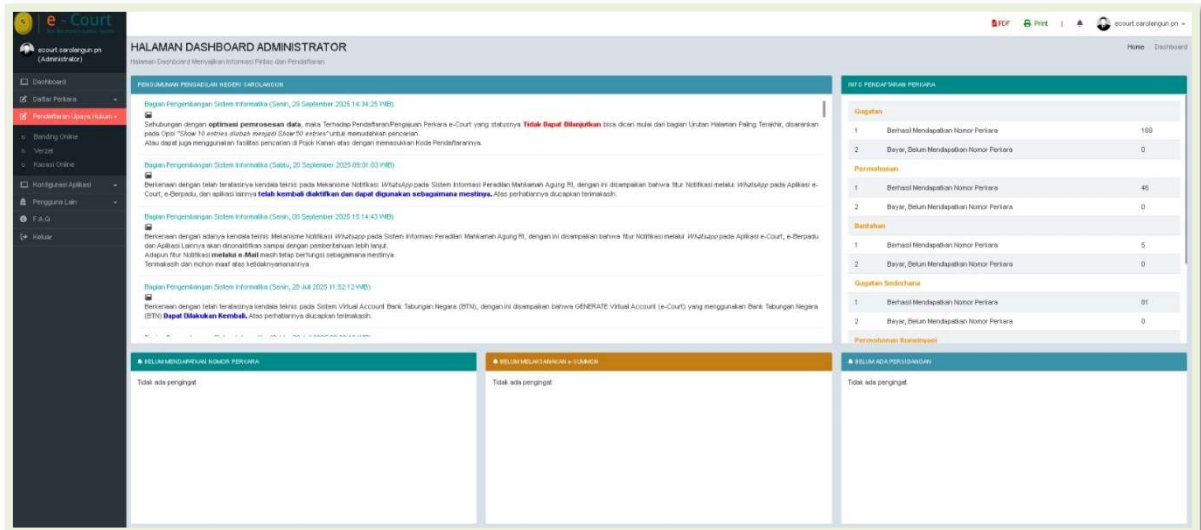 e - Court
ecourt.sarolangun.pn
(Administrator)
Dashboard
Daftar Perkara
Pendaftaran Upaya Hukum
Banding Online
Verzet
Kasasi Online
Konfigurasi Aplikasi
Pengguna Lain
F.A.Q
Keluar
PDF Print | ecourt.sarolangun.pn
HALAMAN DASHBOARD ADMINISTRATOR
Home Dashboard
Halaman Dashboard Menyajikan Informasi Pintas dan Pendaftaran
PENGUMUMAN PENGADILAN NEGERI SAROLANGUN
Bagian Pengembangan Sistem Informatika (Senin, 29 September 2025 14:34:25 WIB)
Sehubungan dengan optimasi pemrosesan data, maka Terhadap Pendaftaran/Pengajuan Perkara e-Court yang statusnya Tidak Bapat Dilanjutkan bisa dicari mulai dari bagian Urutan Halaman Paling Terakhir, disarankan
pada Opsi "Show 10 entries diubah menjadi Show 50 entries" untuk memudahkan pencarian.
Atau dapat juga menggunakan fasilitas pencarian di Pojok Kanan atas dengan memasukkan Kode Pendaftarannya.
Bagian Pengembangan Sistem Informatika (Sabtu, 20 September 2025 08:01:03 WIB)
Berkenaan dengan telah teratasinya kendala teknis pada Mekanisme Notifikasi WhatsApp pada Sistem Informasi Peradilan Mahkamah Agung RI, dengan ini disampaikan bahwa fitur Notifikasi melalui WhatsApp pada Aplikasi e-
Court, e-Berpadu, dan aplikasi lainnya telah kembali diaktifkan dan dapat digunakan sebagaimana mestinya. Atas perhatiannya diucapkan terimakasih.
Bagian Pengembangan Sistem Informatika (Senin, 08 September 2025 15:14:43 WIB)
Berkenaan dengan adanya kendala teknis Mekanisme Notifikasi Whatsapp pada Sistem Informasi Peradilan Mahkamah Agung RI, dengan ini disampaikan bahwa fitur Notifikasi melalui Whatsapp pada Aplikasi e-Court, e-Berpadu
dan Aplikasi Lainnya akan dinonaktifkan sampai dengan pemberitahuan lebih lanjut.
Adapun fitur Notifikasi melalui e-Mail masih tetap berfungsi sebagaimana mestinya.
Terimakasih dan mohon maaf atas ketidaknyamanannya.
Bagian Pengembangan Sistem Informatika (Senin, 28 Juli 2025 11:52:12 WIB)
Berkenaan dengan telah teratasinya kendala teknis pada Sistem Virtual Account Bank Tabungan Negara (BTN), dengan ini disampaikan bahwa GENERATE Virtual Account (e-Court) yang menggunakan Bank Tabungan Negara
(BTN) Dapat Dilakukan Kembali. Atas perhatiannya diucapkan terimakasih.
INFO PENDAFTARAN PERKARA
Gugatan
1 Berhasil Mendapatkan Nomor Perkara 169
2 Bayar, Belum Mendapatkan Nomor Perkara 0
Permohonan
1 Berhasil Mendapatkan Nomor Perkara
2 Bayar, Belum Mendapatkan Nomor Perkara 0
Bantahan
1 Berhasil Mendapatkan Nomor Perkara 5
2 Bayar, Belum Mendapatkan Nomor Perkara 0
Gugatan Sederhana
1 Berhasil Mendapatkan Nomor Perkara 81
2 Bayar, Belum Mendapatkan Nomor Perkara 0
Permohonan Konsinyasi
BELUM MENDAPATKAN NOMOR PERKARA
Tidak ada pengingat
BELUM MELAKSANAKAN e-SUMMON
Tidak ada pengingat
BELUM ADA PERSIDANGAN
Tidak ada pengingat